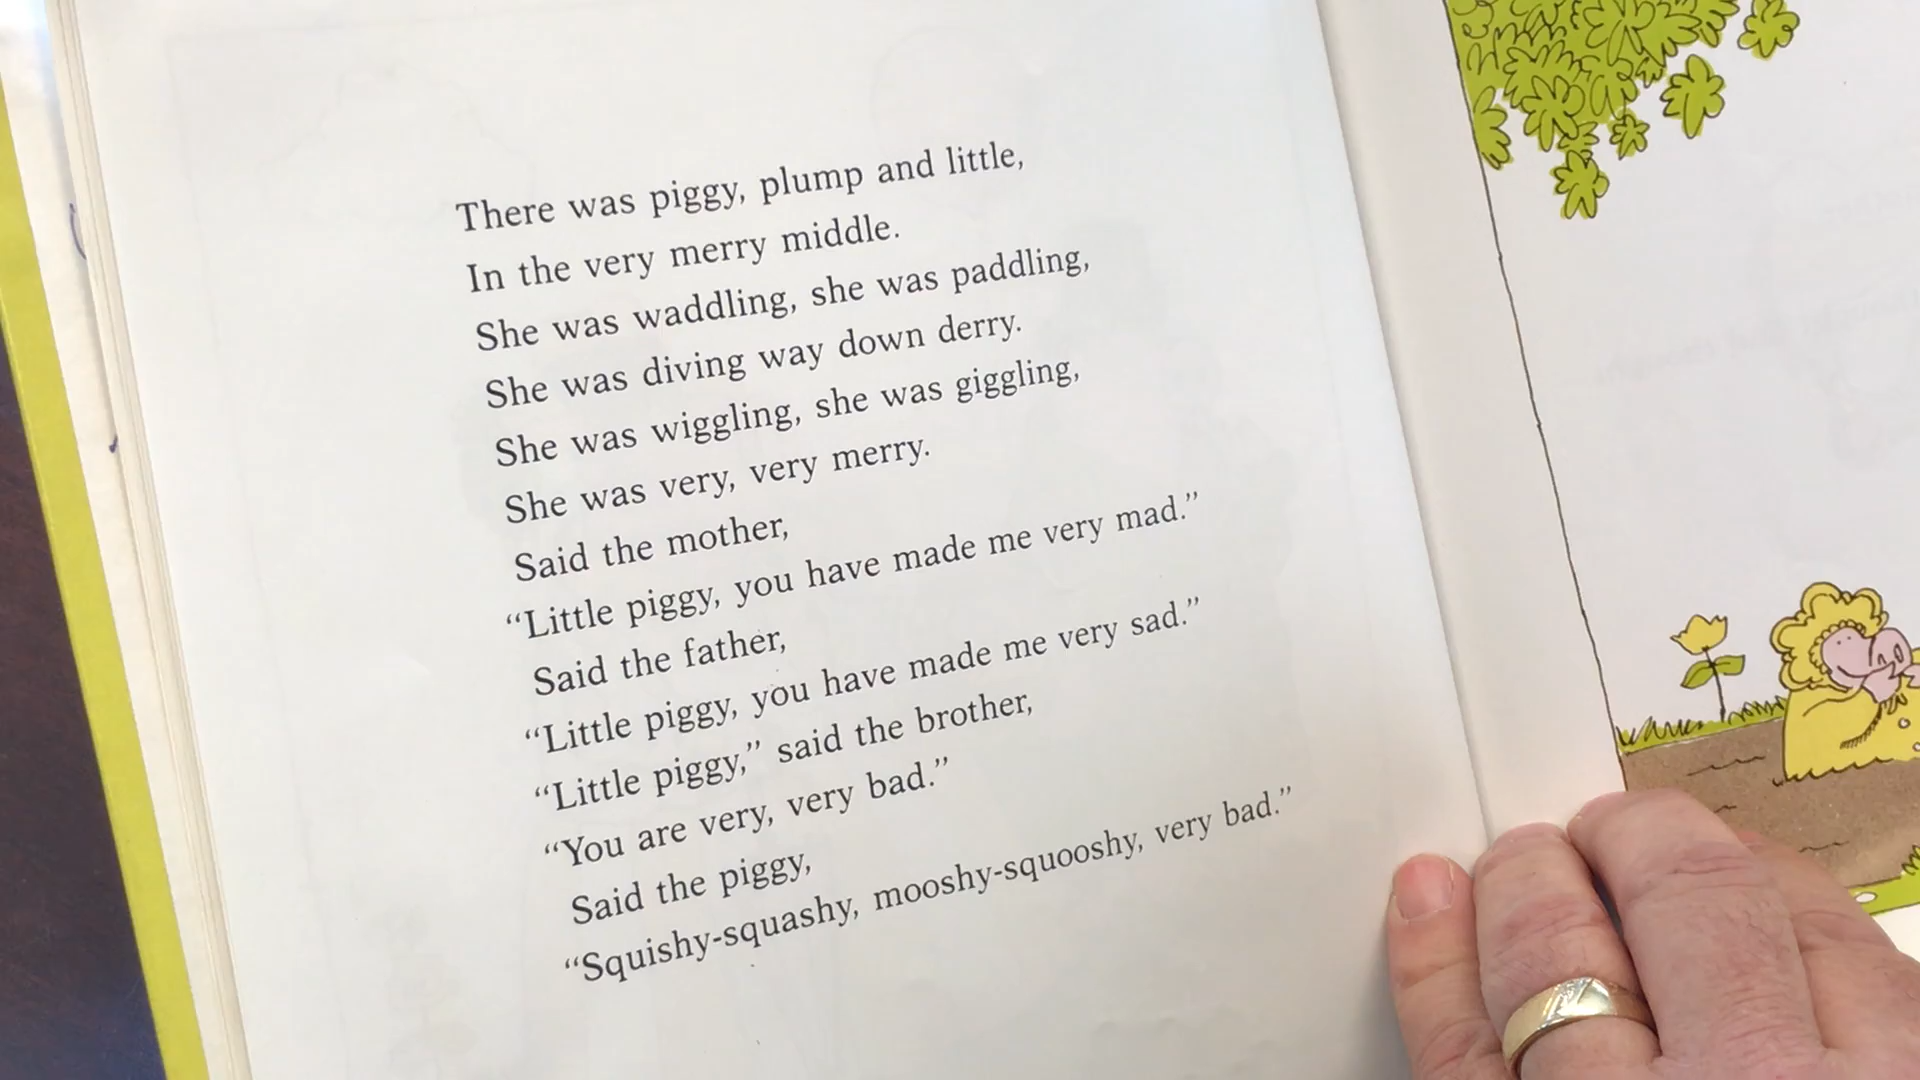 There was piggy, plump and little,
In the very merry middle.
She was waddling, she was paddling,
She was diving way down derry.
She was wiggling, she was giggling,
She was very, very merry.
Said the mother,
“Little piggy, you have made me very mad.”
Said the father,
“Little piggy, you have made me very sad.”
“Little piggy,” said the brother,
“You are very, very bad.”
Said the piggy,
“Squishy-squashy, mooshy-squooshy, very bad.”